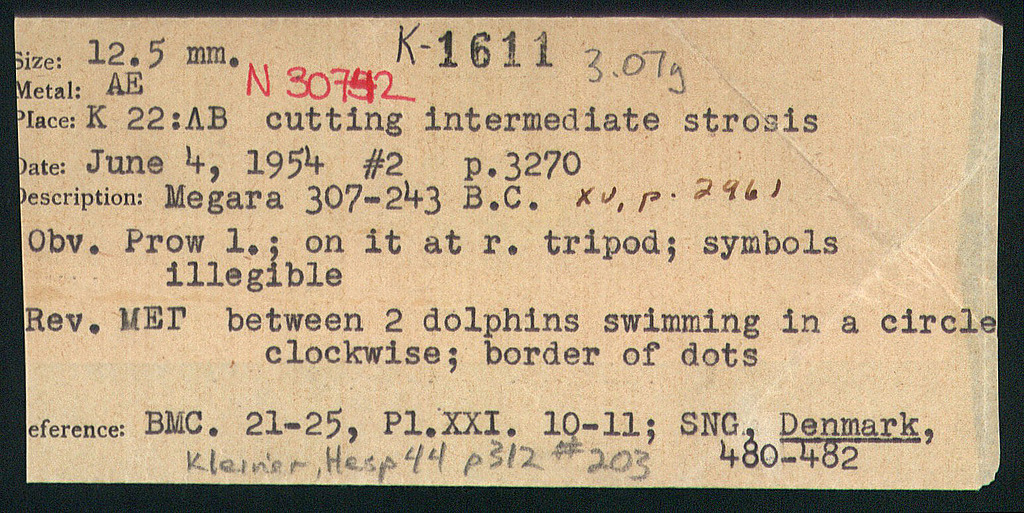 Size: 12.5 mm. K-1611 3.07g
Metal: AE N 30742
Place: K 22:ΛB cutting intermediate strosis
Date: June 4, 1954 #2 p.3270
Description: Megara 307-243 B.C. XV, p. 2961
Obv. Prow l.; on it at r. tripod; symbols
illegible
Rev. ΜΕΓ between 2 dolphins swimming in a circle
clockwise; border of dots
eference: BMC. 21-25, Pl.XXI. 10-11; SNG, Denmark,
480-482
Kleiner, Hesp 44 p312 #203